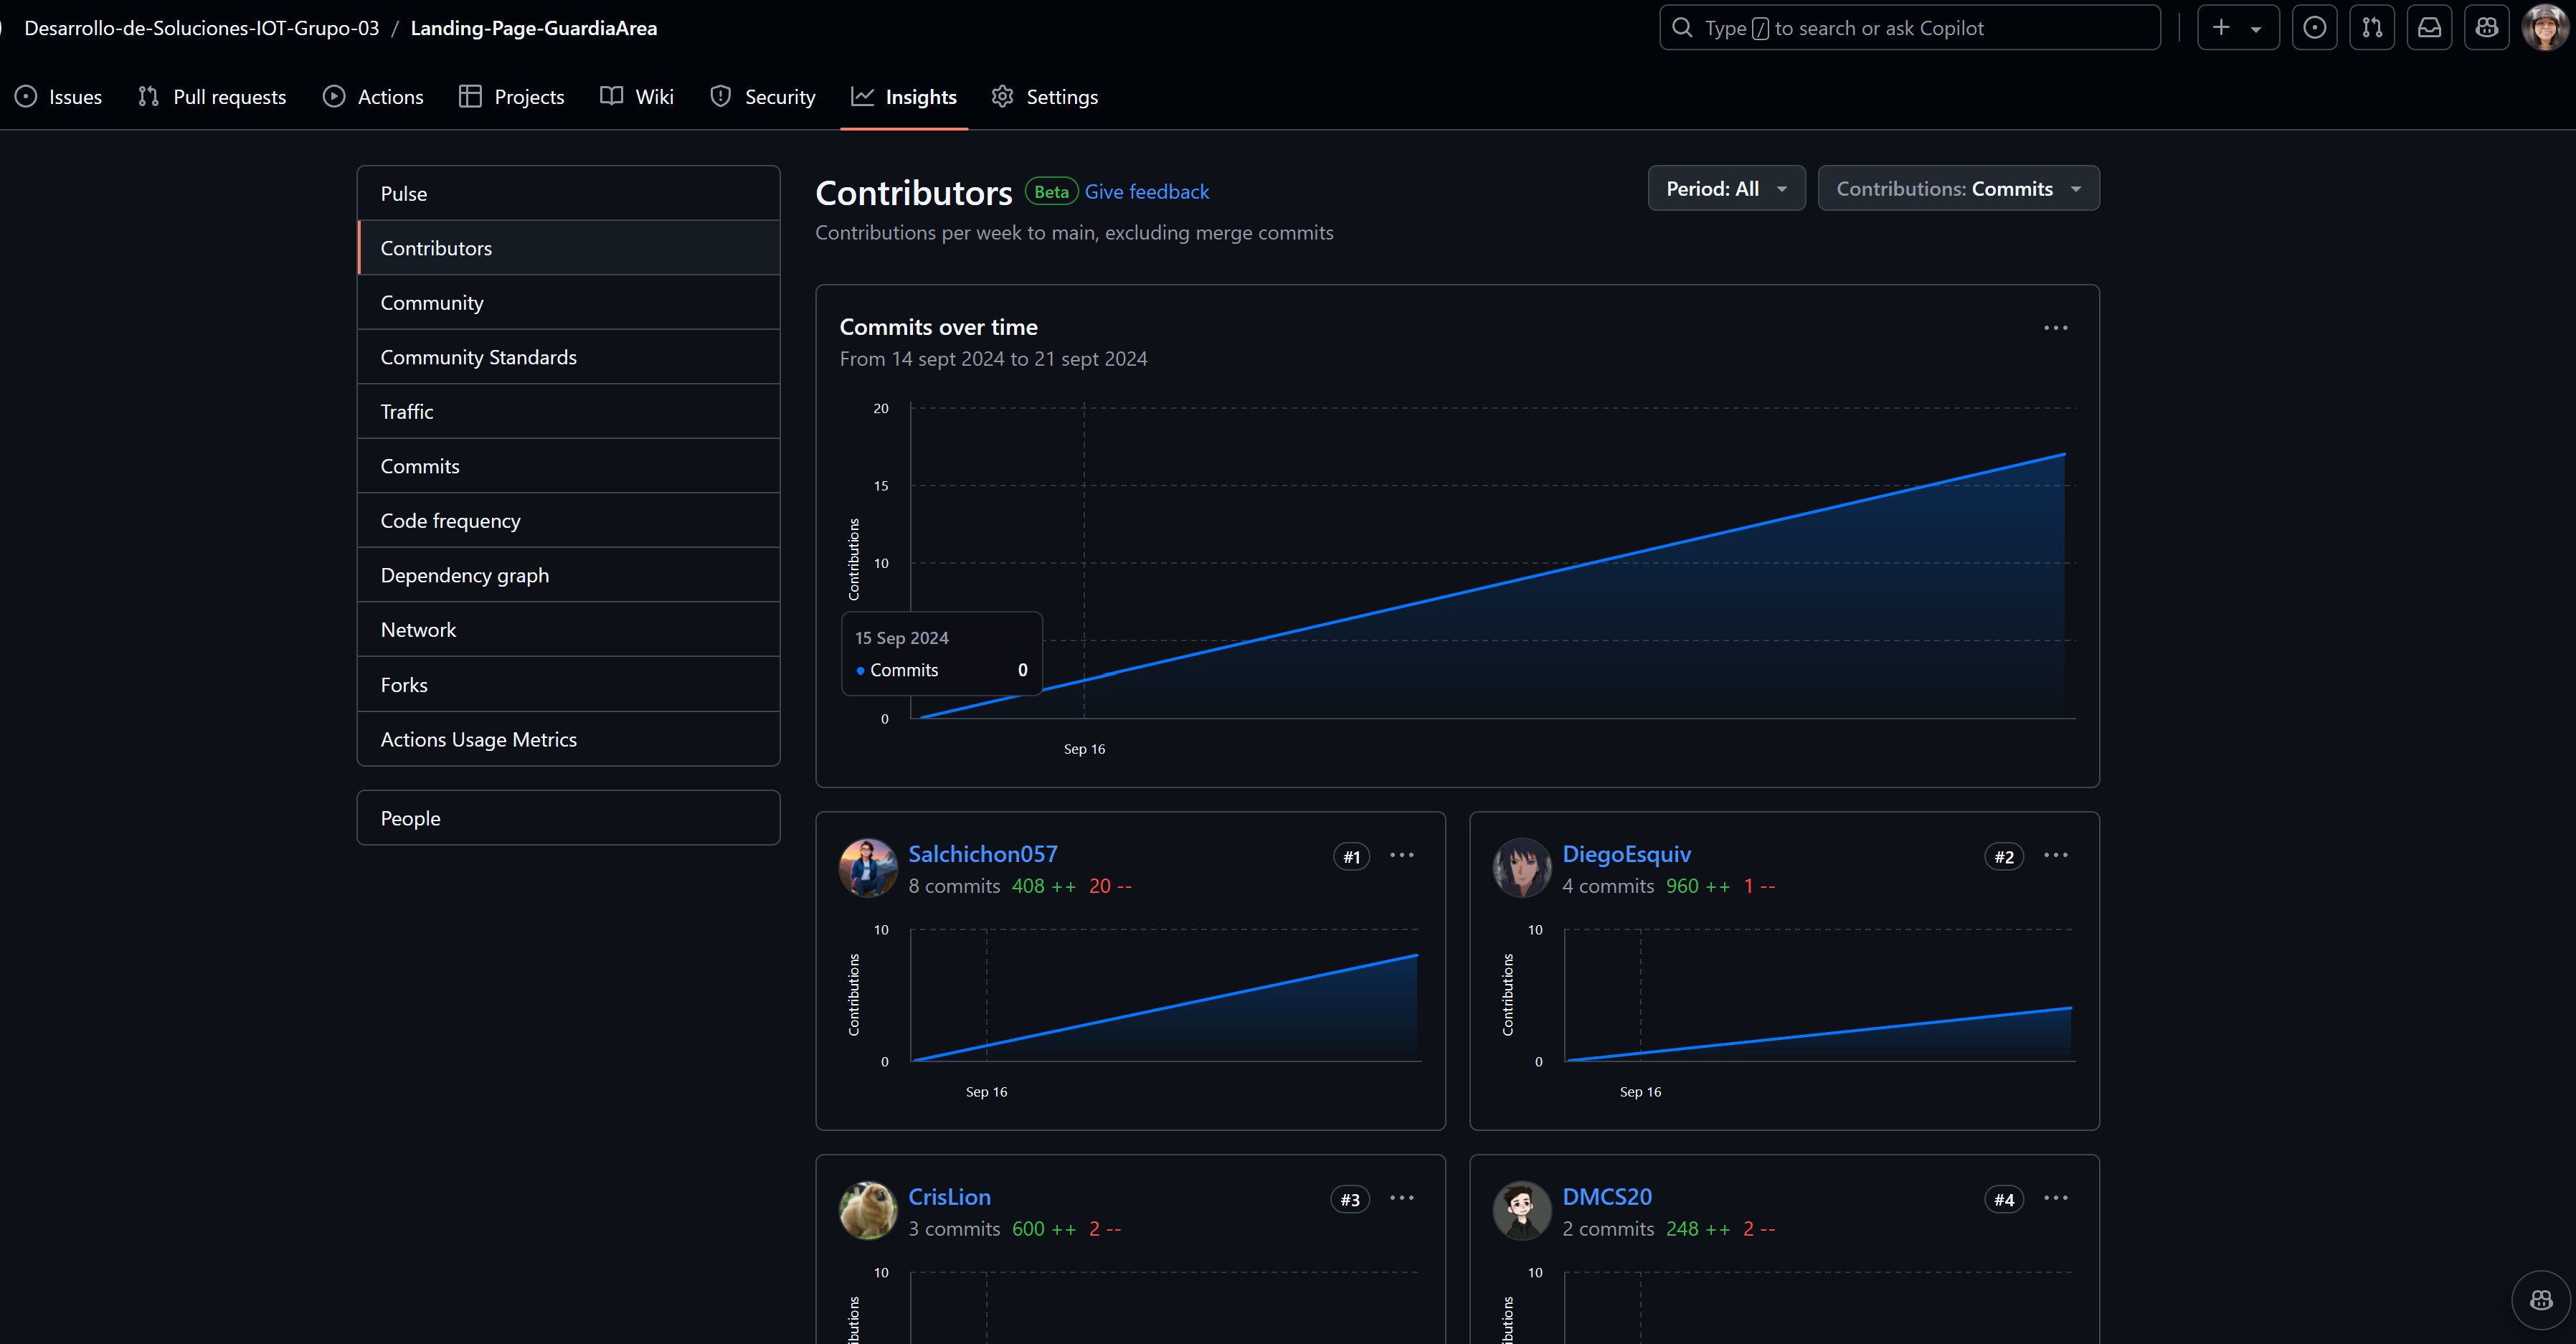 Desarrollo-de-Soluciones-IOT-Grupo-03 / Landing-Page-GuardiaArea
Type / to search or ask Copilot
Issues Pull requests Actions Projects Wiki Security Insights Settings
Pulse
Contributors
Community
Community Standards
Traffic
Commits
Code frequency
Dependency graph
Network
Forks
Actions Usage Metrics
People
Contributors Beta Give feedback
Period: All Contributions: Commits
Contributions per week to main, excluding merge commits
Commits over time
From 14 sept 2024 to 21 sept 2024
20
15
10
0
Contributions
15 Sep 2024
Commits 0
Sep 16
Salchichon057 #1
8 commits 408 ++ 20 --
10
0
Contributions
Sep 16
DiegoEsquiv #2
4 commits 960 ++ 1 --
10
0
Contributions
Sep 16
CrisLion #3
3 commits 600 ++ 2 --
10
butions
DMCS20 #4
2 commits 248 ++ 2 --
10
butions